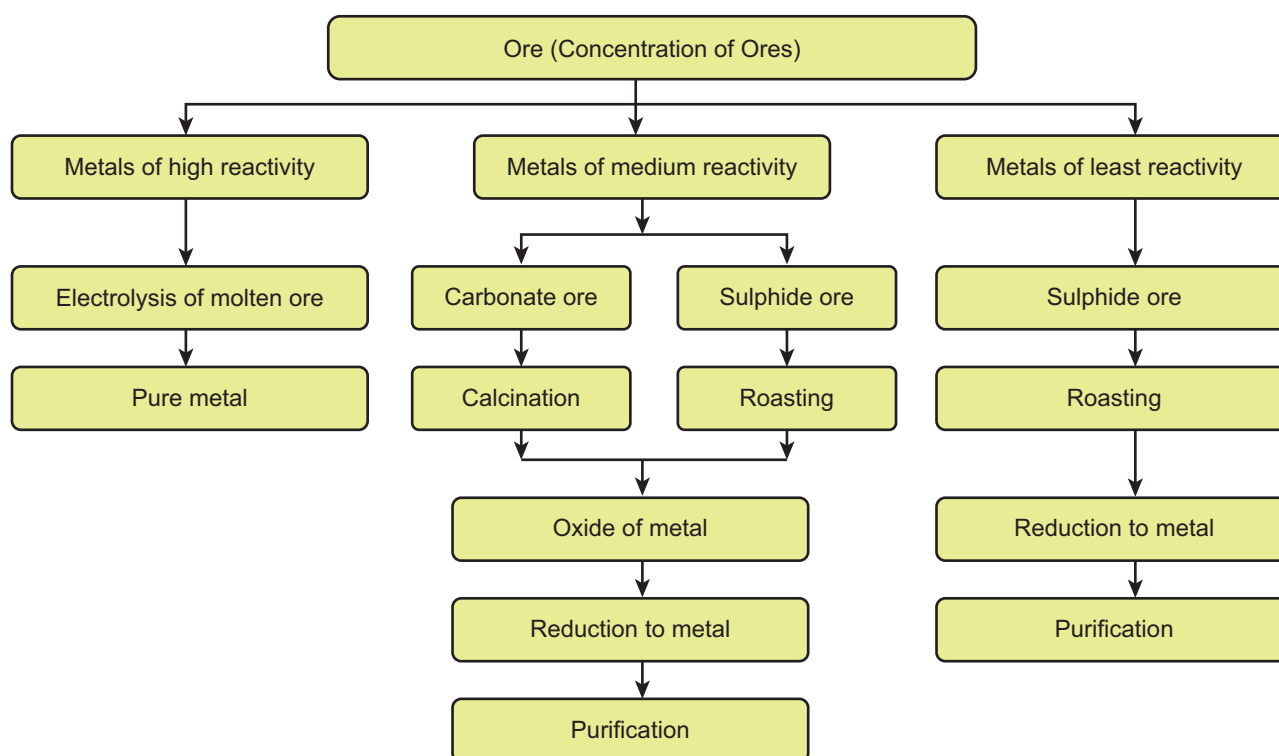 Ore (Concentration of Ores)
Metals of high reactivity
Metals of medium reactivity
Metals of least reactivity
Electrolysis of molten ore
Carbonate ore
Sulphide ore
Sulphide ore
Pure metal
Calcination
Roasting
Roasting
Oxide of metal
Reduction to metal
Reduction to metal
Purification
Purification